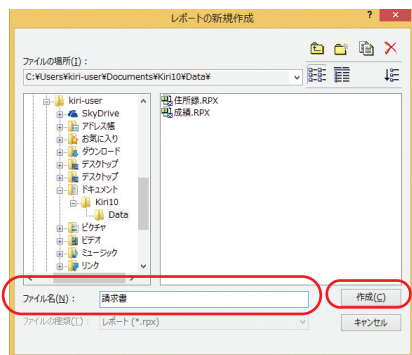 レポートの新規作成
?
×
ファイルの場所(I)：
C:¥Users¥kiri-user¥Documents¥Kiri10¥Data¥
kiri-user
SkyDrive
アドレス帳
お気に入り
ダウンロード
デスクトップ
デスクトップ
ドキュメント
Kiri10
Data
ピクチャ
ビデオ
ミュージック
リンク
住所録.RPX
成績.RPX
ファイル名(N)：
請求書
作成(C)
ファイルの種類(T)：
レポート (*.rpx)
キャンセル